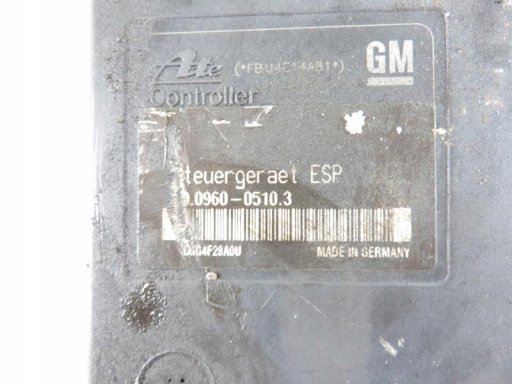 Ate
GM
Controller
teuergeraet ESP
.0960-0510.3
MADE IN GERMANY